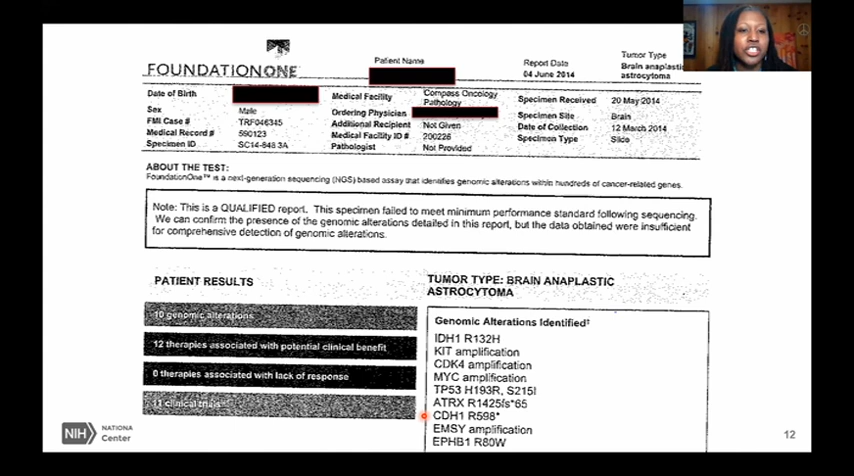 FOUNDATIONONE
Patient Name
Report Date
04 June 2014
Tumor Type
Brain anaplastic
astrocytoma
Date of Birth
Sex Male
FMI Case # TRF046345
Medical Record # 590123
Specimen ID SC14-848 3A
Medical Facility Compass Oncology
Pathology
Ordering Physician
Additional Recipient Not Given
Medical Facility ID # 200226
Pathologist Not Provided
Specimen Received 20 May 2014
Specimen Site Brain
Date of Collection 12 March 2014
Specimen Type Slide
ABOUT THE TEST:
FoundationOne™ is a next-generation sequencing (NGS) based assay that identifies genomic alterations within hundreds of cancer-related genes.
Note: This is a QUALIFIED report. This specimen failed to meet minimum performance standard following sequencing.
We can confirm the presence of the genomic alterations detailed in this report, but the data obtained were insufficient
for comprehensive detection of genomic alterations.
PATIENT RESULTS
10 genomic alterations
12 therapies associated with potential clinical benefit
0 therapies associated with lack of response
11 clinical trials
TUMOR TYPE: BRAIN ANAPLASTIC
ASTROCYTOMA
Genomic Alterations Identified†
IDH1 R132H
KIT amplification
CDK4 amplification
MYC amplification
TP53 H193R, S215I
ATRX R1425fs*65
CDH1 R598*
EMSY amplification
EPHB1 R80W
NIH NATIONA
Center
12